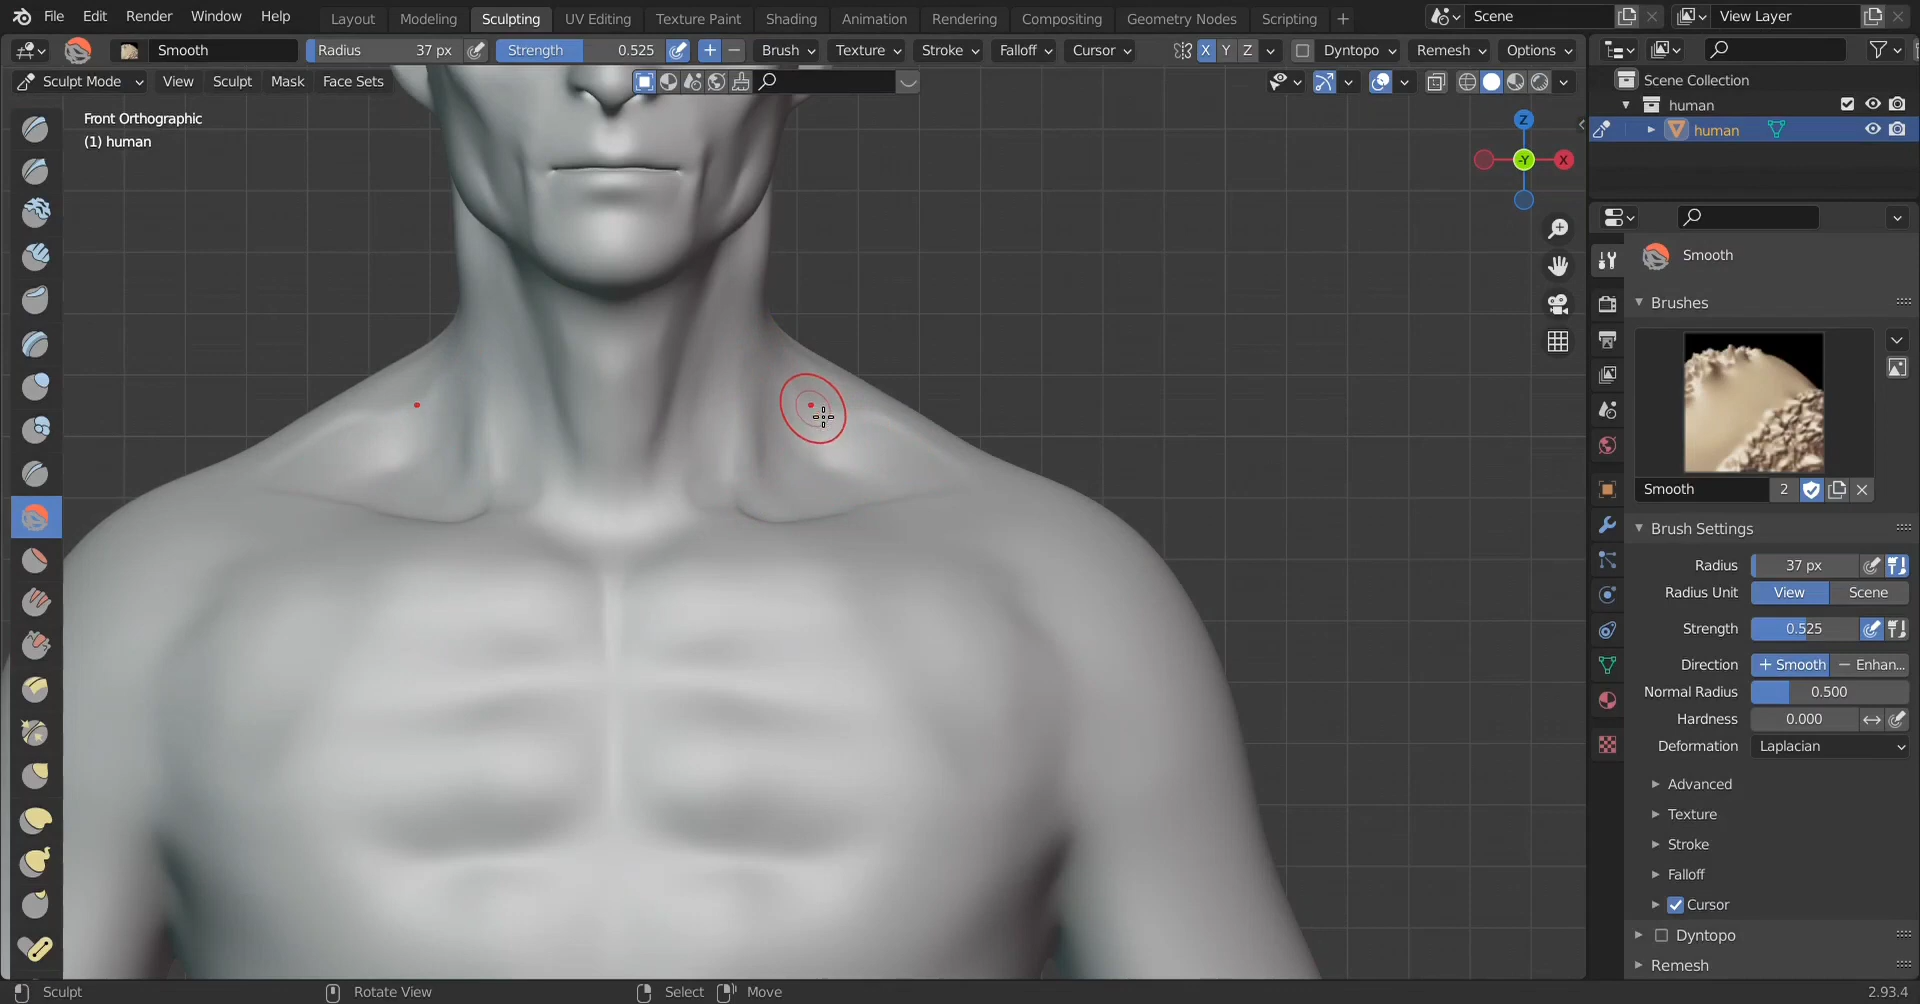 File Edit Render Window Help Layout Modeling Sculpting UV Editing Texture Paint Shading Animation Rendering Compositing Geometry Nodes Scripting + Scene View Layer
Smooth Radius 37 px Strength 0.525 + − Brush Texture Stroke Falloff Cursor X Y Z Dyntopo Remesh Options
Sculpt Mode View Sculpt Mask Face Sets
Front Orthographic
(1) human
Z
-Y X
Scene Collection
human
human
Smooth
Brushes
Smooth 2
Brush Settings
Radius 37 px
Radius Unit View Scene
Strength 0.525
Direction + Smooth − Enhan...
Normal Radius 0.500
Hardness 0.000
Deformation Laplacian
Advanced
Texture
Stroke
Falloff
Cursor
Dyntopo
Remesh
Sculpt Rotate View Select Move 2.93.4